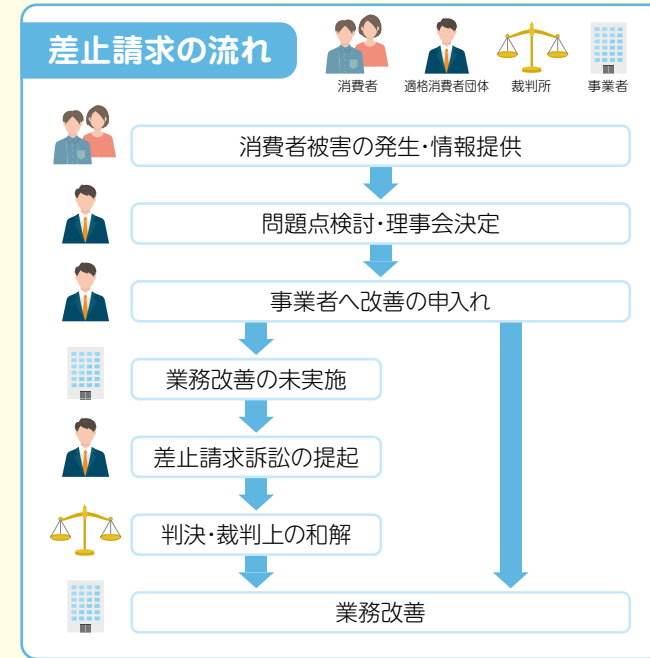 差止請求の流れ
消費者
適格消費者団体
裁判所
事業者
消費者被害の発生・情報提供
問題点検討・理事会決定
事業者へ改善の申入れ
業務改善の未実施
差止請求訴訟の提起
判決・裁判上の和解
業務改善